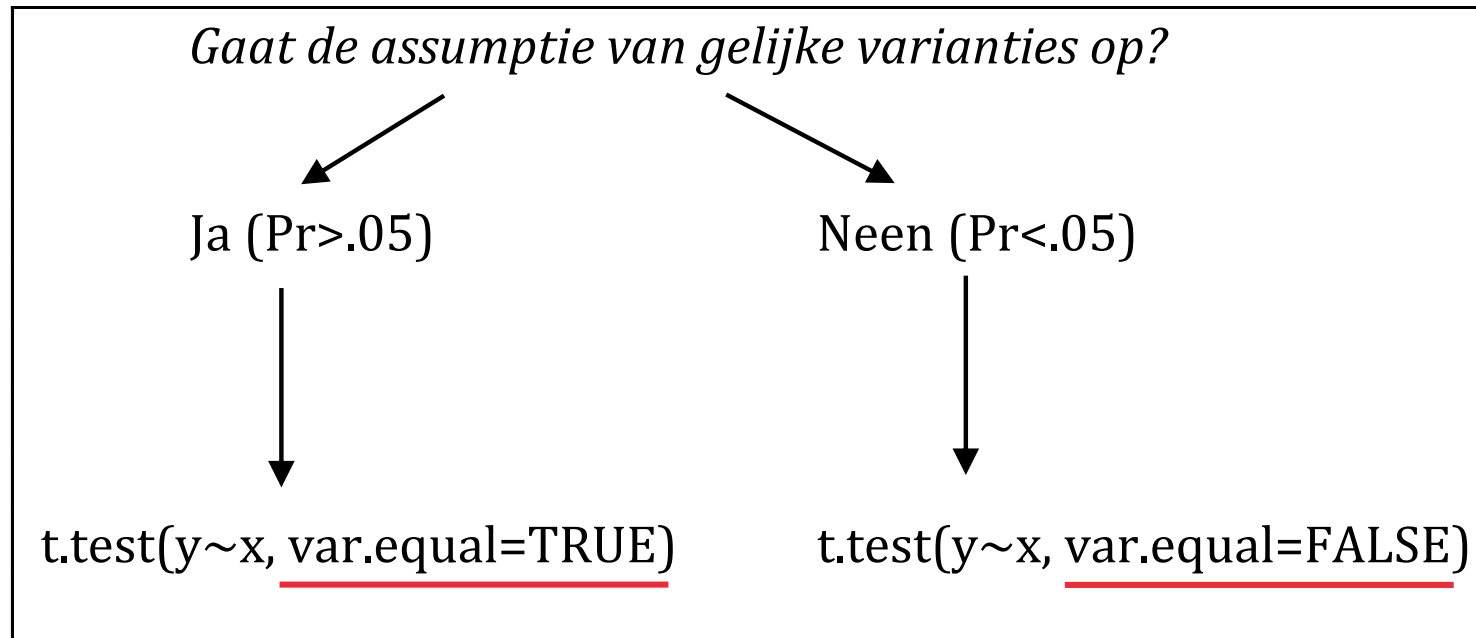 Gaat de assumptie van gelijke varianties op?
Ja (Pr>.05)
Neen (Pr<.05)
t.test(y~x, var.equal=TRUE)
t.test(y~x, var.equal=FALSE)